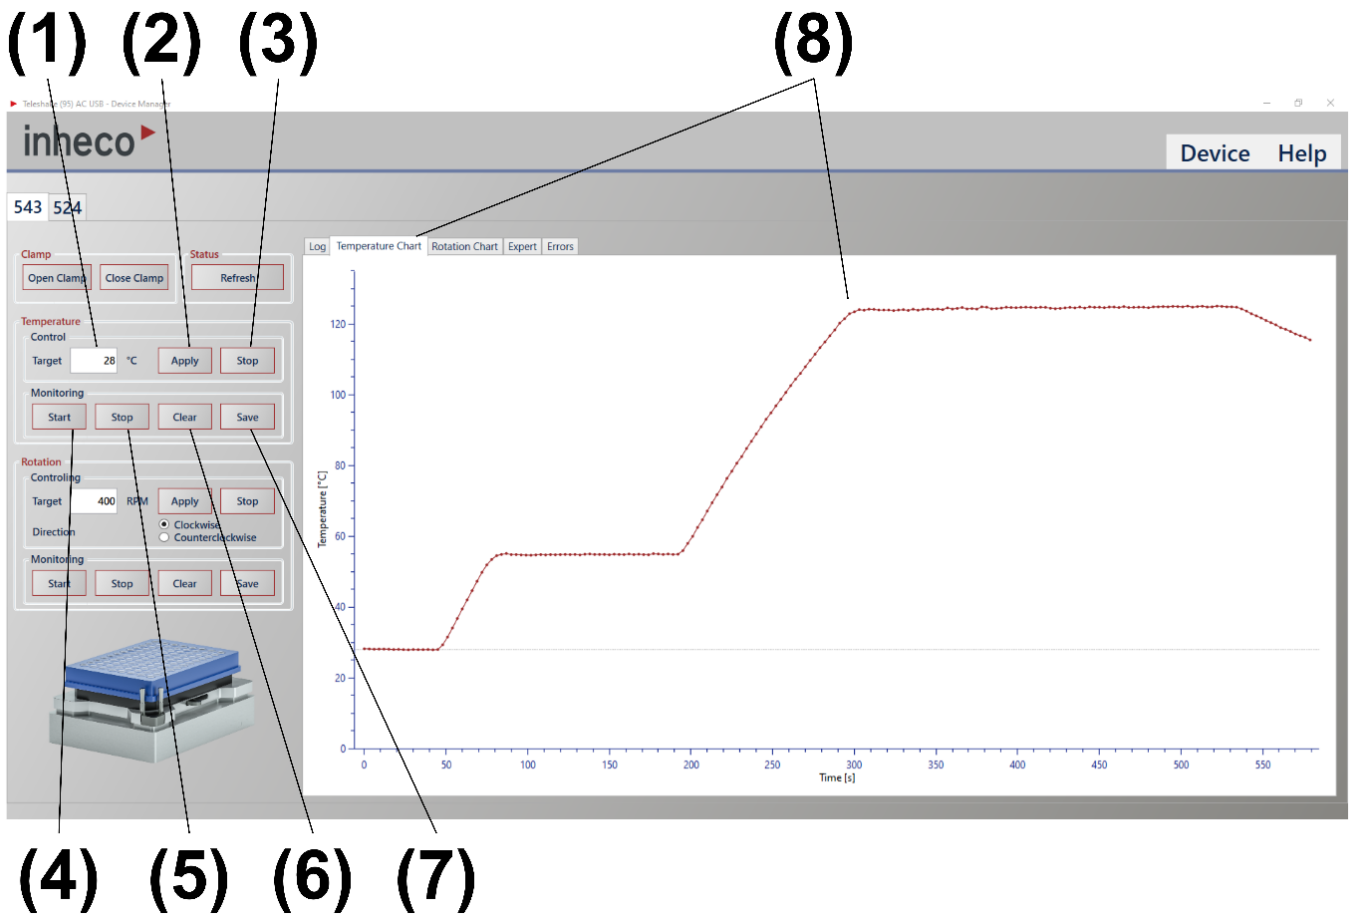 (1) (2) (3) (8)
Teleshake (95) AC USB - Device Manager
inheco
Device Help
543 524
Log Temperature Chart Rotation Chart Expert Errors
Clamp
Open Clamp Close Clamp
Status
Refresh
Temperature
Control
Target 28 °C Apply Stop
Monitoring
Start Stop Clear Save
Rotation
Controling
Target 400 RPM Apply Stop
Direction
Clockwise
Counterclockwise
Monitoring
Start Stop Clear Save
Temperature [°C]
120
100
80
60
40
20
0
0 50 100 150 200 250 300 350 400 450 500 550
Time [s]
(4) (5) (6) (7)